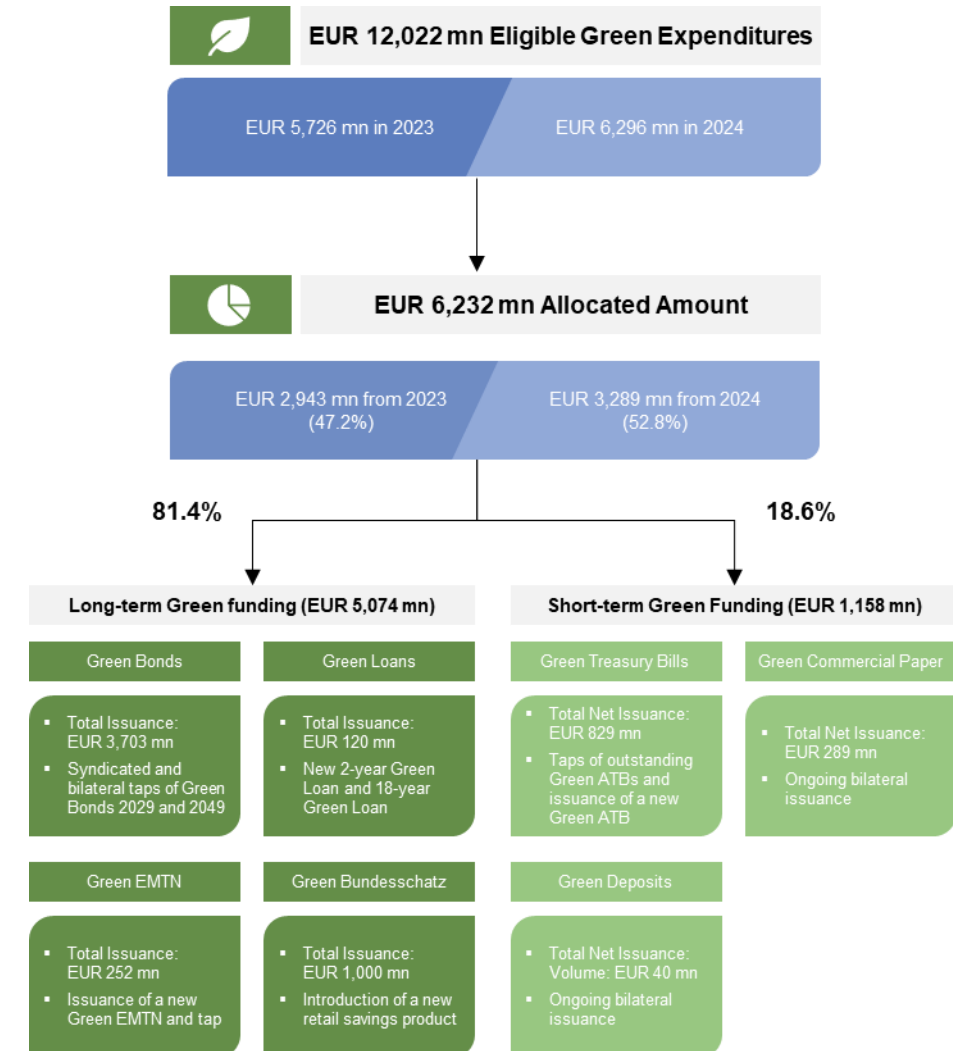 EUR 12,022 mn Eligible Green Expenditures
EUR 5,726 mn in 2023
EUR 6,296 mn in 2024
EUR 6,232 mn Allocated Amount
EUR 2,943 mn from 2023
(47.2%)
EUR 3,289 mn from 2024
(52.8%)
81.4%
18.6%
Long-term Green funding (EUR 5,074 mn)
Green Bonds
▪ Total Issuance:
EUR 3,703 mn
▪ Syndicated and
bilateral taps of Green
Bonds 2029 and 2049
Green Loans
▪ Total Issuance:
EUR 120 mn
▪ New 2-year Green
Loan and 18-year
Green Loan
Green EMTN
▪ Total Issuance:
EUR 252 mn
▪ Issuance of a new
Green EMTN and tap
Green Bundesschatz
▪ Total Issuance:
EUR 1,000 mn
▪ Introduction of a new
retail savings product
Short-term Green Funding (EUR 1,158 mn)
Green Treasury Bills
▪ Total Net Issuance:
EUR 829 mn
▪ Taps of outstanding
Green ATBs and
issuance of a new
Green ATB
Green Commercial Paper
▪ Total Net Issuance:
EUR 289 mn
▪ Ongoing bilateral
issuance
Green Deposits
▪ Total Net Issuance:
Volume: EUR 40 mn
▪ Ongoing bilateral
issuance